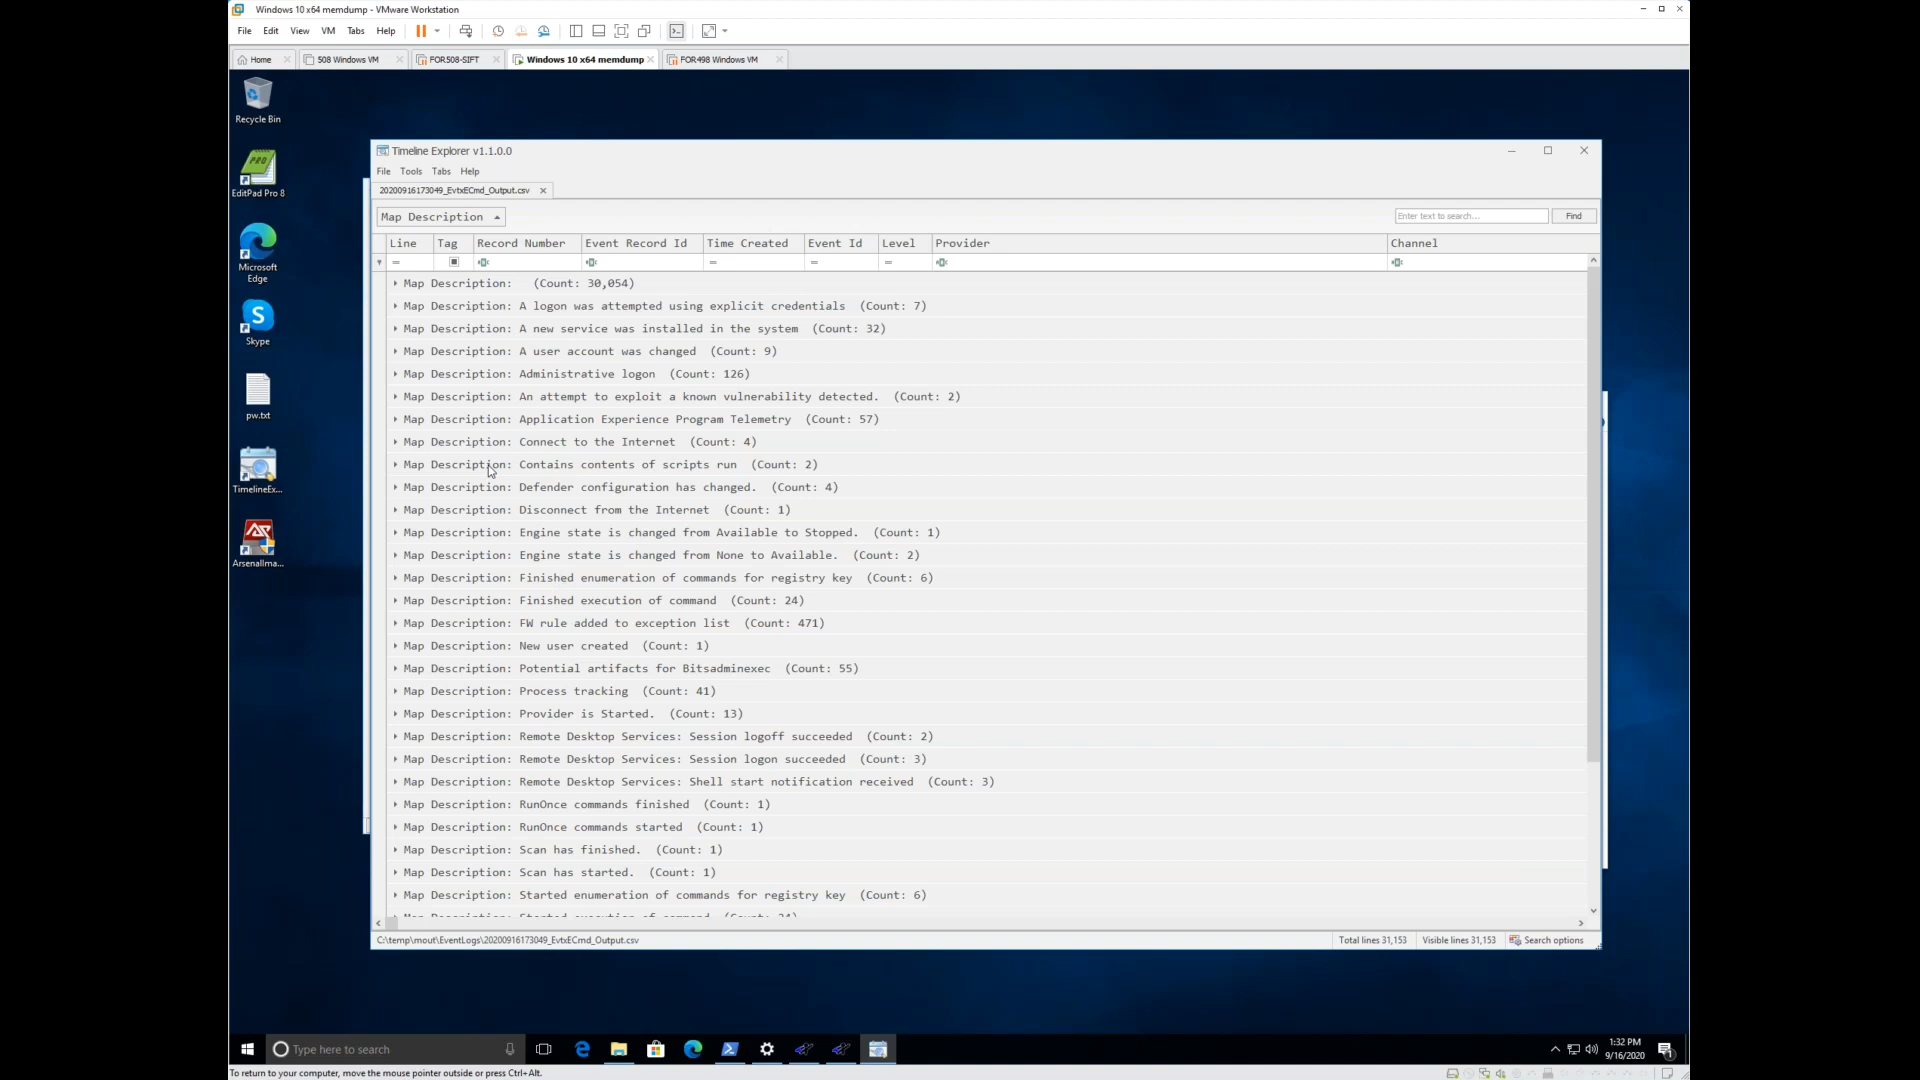 Windows 10 x64 memdump - VMware Workstation
File Edit View VM Tabs Help
Home 508 Windows VM FOR508-SIFT Windows 10 x64 memdump FOR498 Windows VM
Recycle Bin
EditPad Pro 8
Microsoft
Edge
Skype
pw.txt
TimelineEx...
ArsenalIma...
Timeline Explorer v1.1.0.0
File Tools Tabs Help
20200916173049_EvtxECmd_Output.csv
Map Description
Enter text to search... Find
Line Tag Record Number Event Record Id Time Created Event Id Level Provider Channel
Map Description: (Count: 30,054)
Map Description: A logon was attempted using explicit credentials (Count: 7)
Map Description: A new service was installed in the system (Count: 32)
Map Description: A user account was changed (Count: 9)
Map Description: Administrative logon (Count: 126)
Map Description: An attempt to exploit a known vulnerability detected. (Count: 2)
Map Description: Application Experience Program Telemetry (Count: 57)
Map Description: Connect to the Internet (Count: 4)
Map Description: Contains contents of scripts run (Count: 2)
Map Description: Defender configuration has changed. (Count: 4)
Map Description: Disconnect from the Internet (Count: 1)
Map Description: Engine state is changed from Available to Stopped. (Count: 1)
Map Description: Engine state is changed from None to Available. (Count: 2)
Map Description: Finished enumeration of commands for registry key (Count: 6)
Map Description: Finished execution of command (Count: 24)
Map Description: FW rule added to exception list (Count: 471)
Map Description: New user created (Count: 1)
Map Description: Potential artifacts for Bitsadminexec (Count: 55)
Map Description: Process tracking (Count: 41)
Map Description: Provider is Started. (Count: 13)
Map Description: Remote Desktop Services: Session logoff succeeded (Count: 2)
Map Description: Remote Desktop Services: Session logon succeeded (Count: 3)
Map Description: Remote Desktop Services: Shell start notification received (Count: 3)
Map Description: RunOnce commands finished (Count: 1)
Map Description: RunOnce commands started (Count: 1)
Map Description: Scan has finished. (Count: 1)
Map Description: Scan has started. (Count: 1)
Map Description: Started enumeration of commands for registry key (Count: 6)
Map Description: Started execution of command (Count: 24)
C:\temp\mout\EventLogs\20200916173049_EvtxECmd_Output.csv Total lines 31,153 Visible lines 31,153 Search options
Type here to search
1:32 PM
9/16/2020
To return to your computer, move the mouse pointer outside or press Ctrl+Alt.